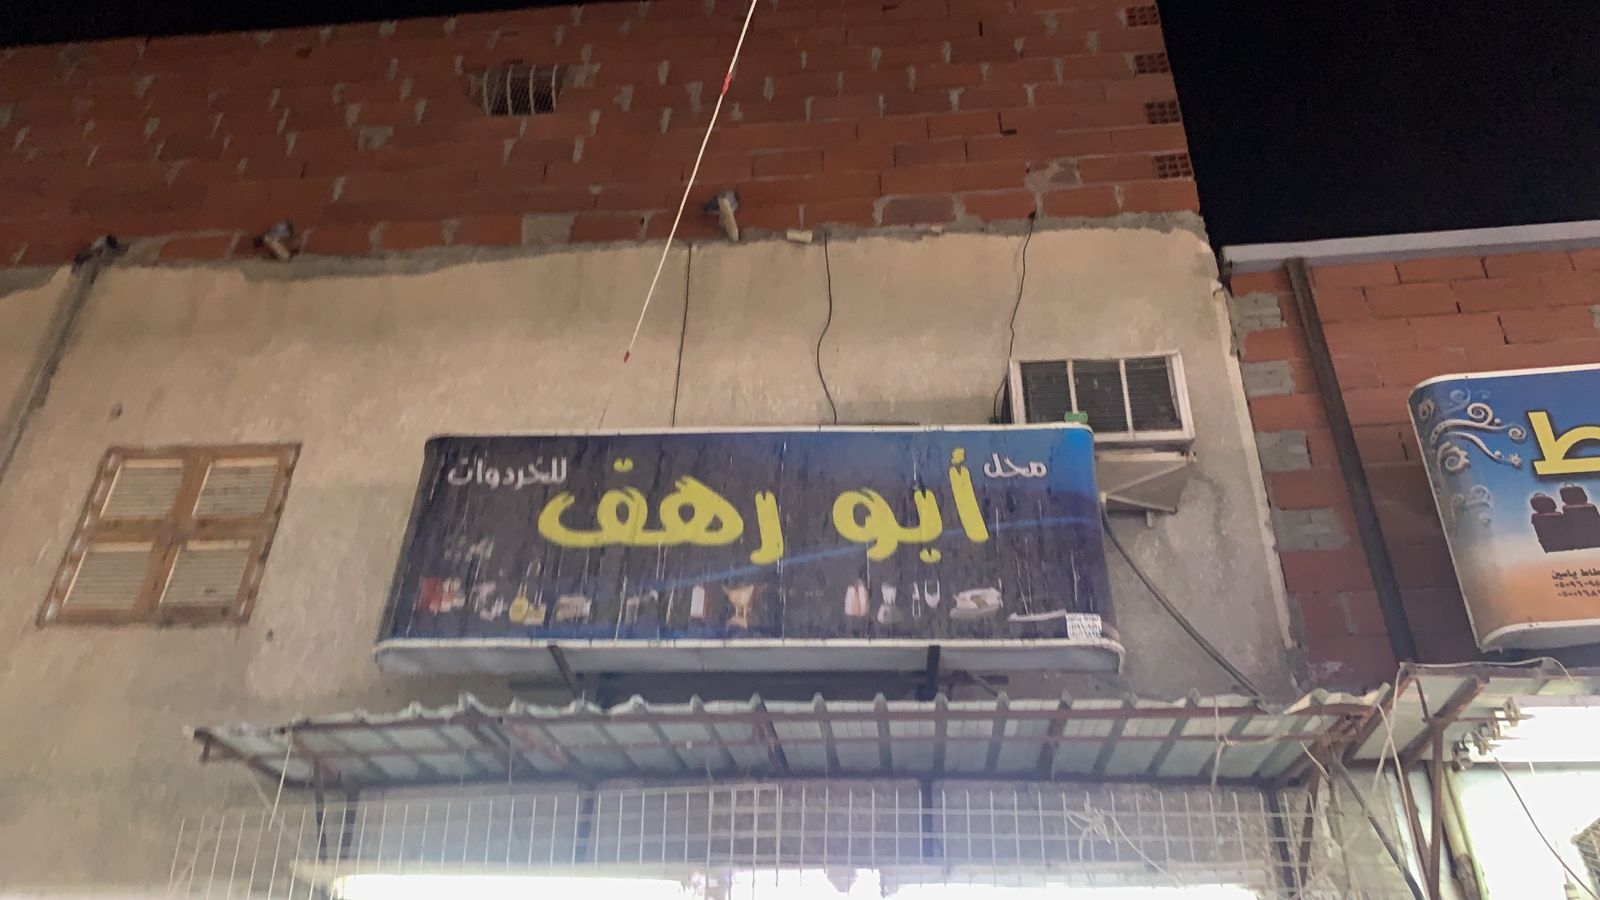 محل
أبو رهف
للخردوات
ط